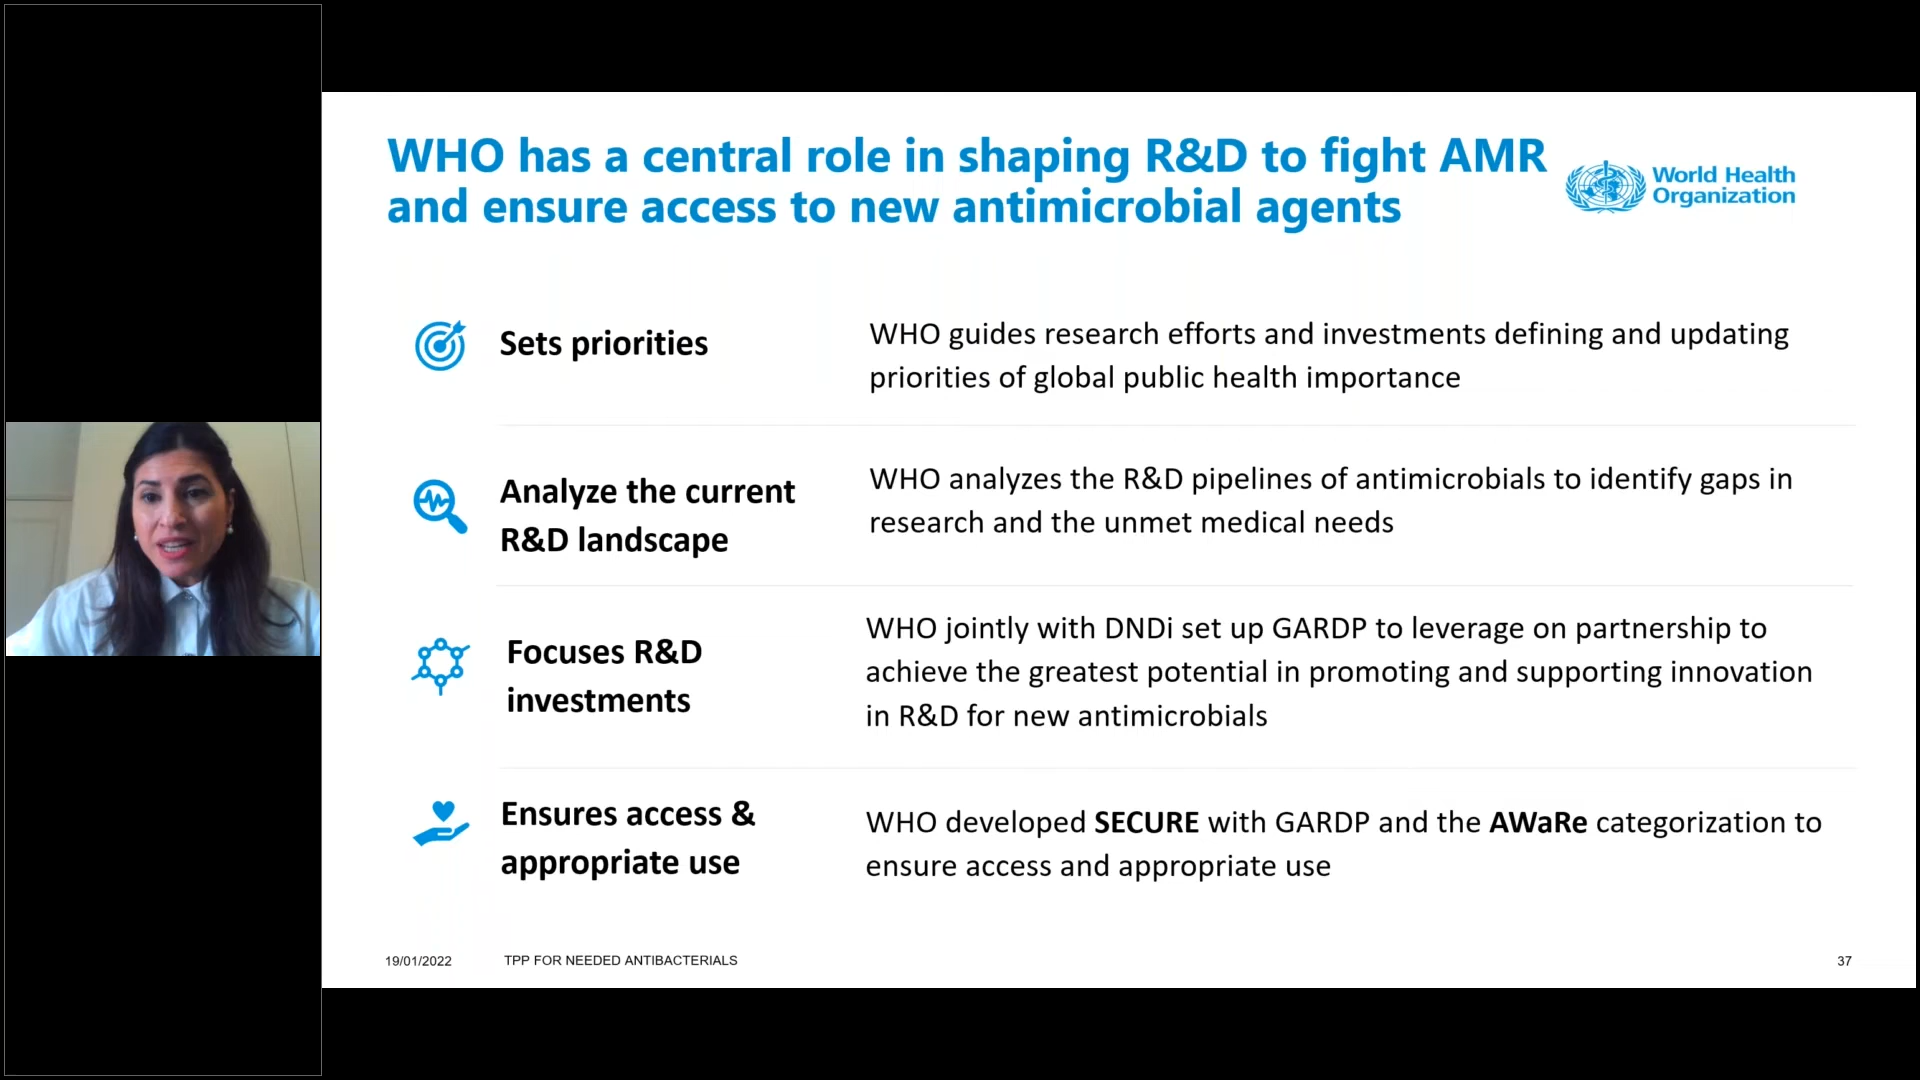 WHO has a central role in shaping R&D to fight AMR
and ensure access to new antimicrobial agents
World Health
Organization
Sets priorities
WHO guides research efforts and investments defining and updating
priorities of global public health importance
Analyze the current
R&D landscape
WHO analyzes the R&D pipelines of antimicrobials to identify gaps in
research and the unmet medical needs
Focuses R&D
investments
WHO jointly with DNDi set up GARDP to leverage on partnership to
achieve the greatest potential in promoting and supporting innovation
in R&D for new antimicrobials
Ensures access &
appropriate use
WHO developed SECURE with GARDP and the AWaRe categorization to
ensure access and appropriate use
19/01/2022
TPP FOR NEEDED ANTIBACTERIALS
37